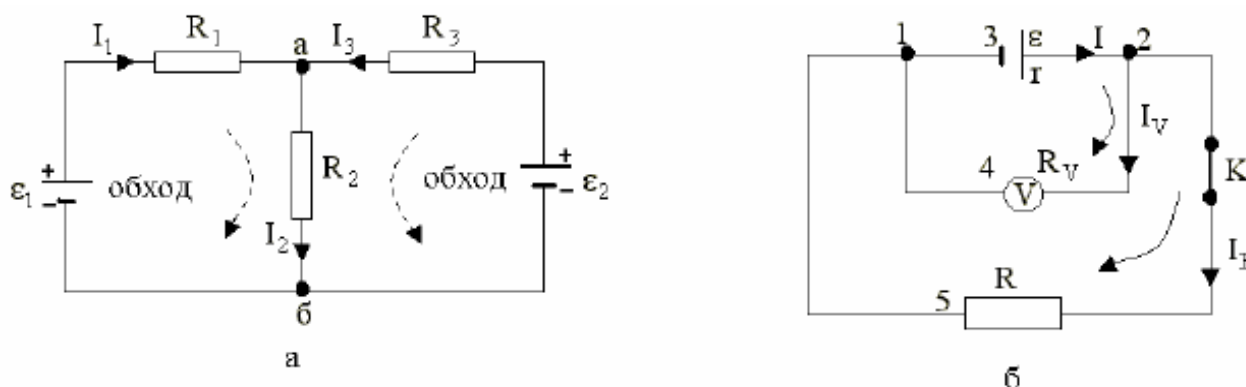 I₁ R₁ а I₃ R₃
ε₁ + − обход R₂ I₂ обход + − ε₂
б
а
1 3 ε r I 2
I_V
4 V R_V
K
5 R
б